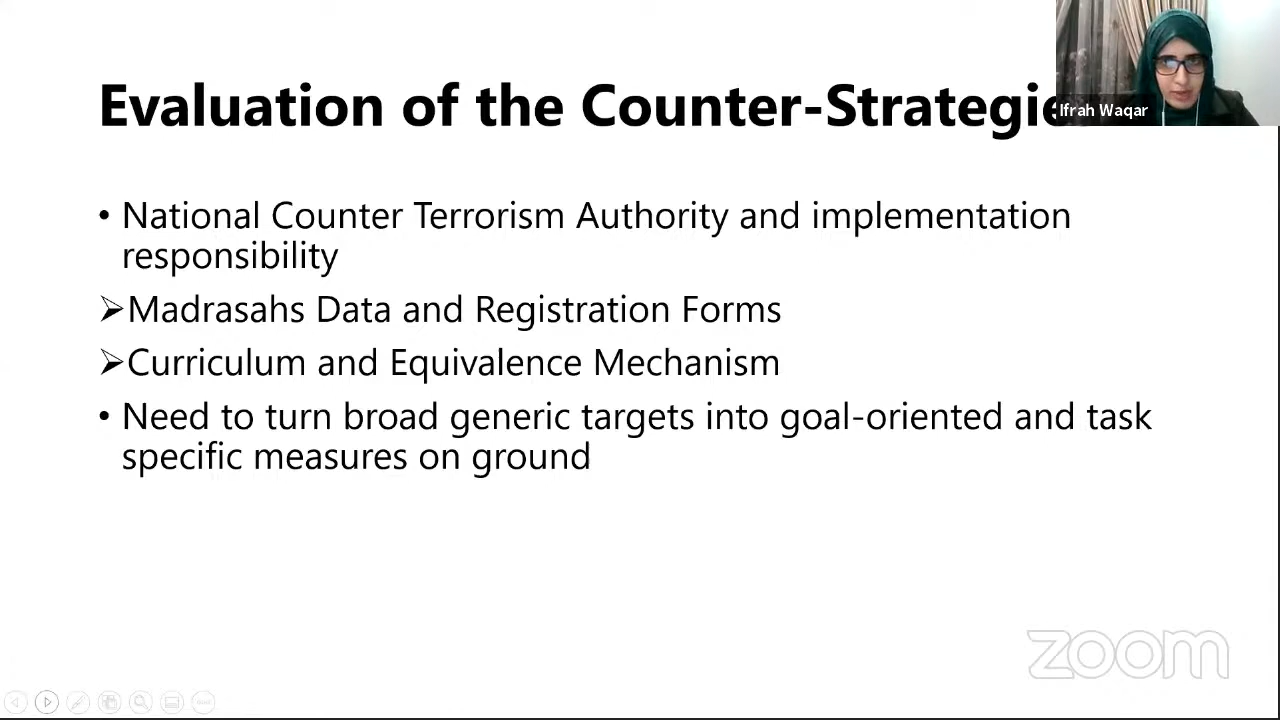 Evaluation of the Counter-Strategie
Ifrah Waqar
• National Counter Terrorism Authority and implementation
responsibility
➢Madrasahs Data and Registration Forms
➢Curriculum and Equivalence Mechanism
• Need to turn broad generic targets into goal-oriented and task
specific measures on ground
zoom